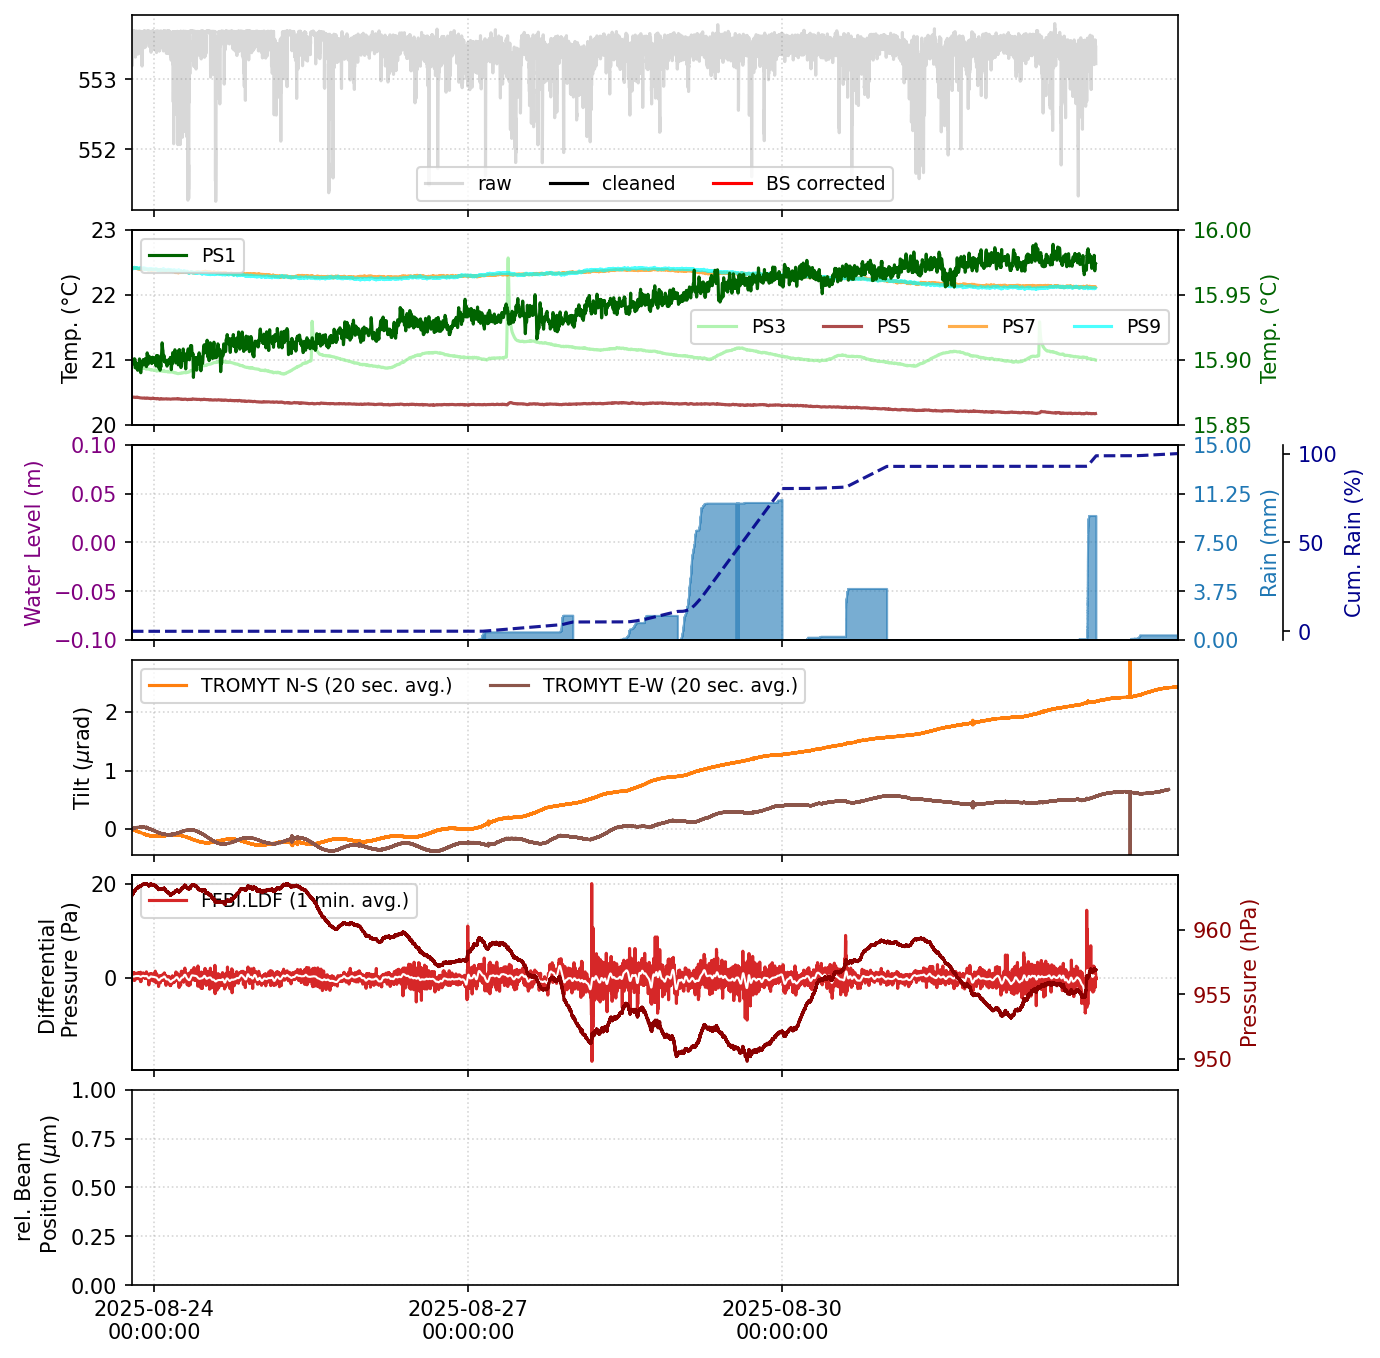 553
552
raw
cleaned
BS corrected
23
22
21
20
Temp. (°C)
PS1
PS3
PS5
PS7
PS9
16.00
15.95
15.90
15.85
Temp. (°C)
0.10
0.05
0.00
−0.05
−0.10
Water Level (m)
15.00
11.25
7.50
3.75
0.00
Rain (mm)
100
50
0
Cum. Rain (%)
2
1
0
Tilt (μrad)
TROMYT N-S (20 sec. avg.)
TROMYT E-W (20 sec. avg.)
20
0
Differential
Pressure (Pa)
FFBI.LDF (1 min. avg.)
960
955
950
Pressure (hPa)
1.00
0.75
0.50
0.25
0.00
rel. Beam
Position (μm)
2025-08-24
00:00:00
2025-08-27
00:00:00
2025-08-30
00:00:00